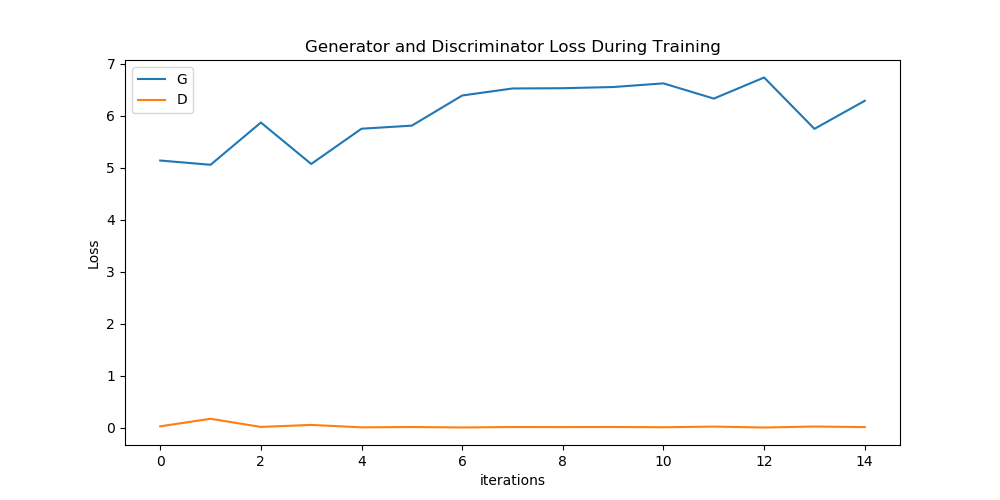 Generator and Discriminator Loss During Training
G
D
7
6
5
4
3
2
1
0
Loss
0 2 4 6 8 10 12 14
iterations